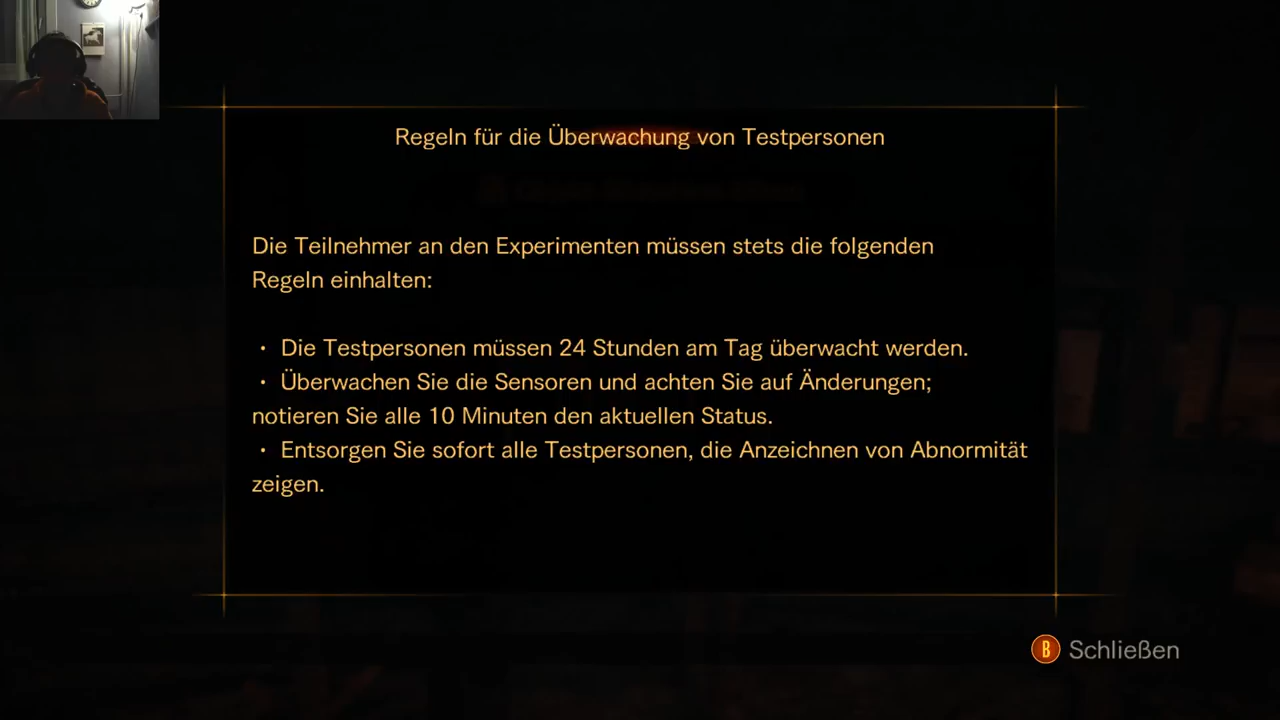 Regeln für die Überwachung von Testpersonen
Die Teilnehmer an den Experimenten müssen stets die folgenden
Regeln einhalten:
・ Die Testpersonen müssen 24 Stunden am Tag überwacht werden.
・ Überwachen Sie die Sensoren und achten Sie auf Änderungen;
notieren Sie alle 10 Minuten den aktuellen Status.
・ Entsorgen Sie sofort alle Testpersonen, die Anzeichnen von Abnormität
zeigen.
B Schließen